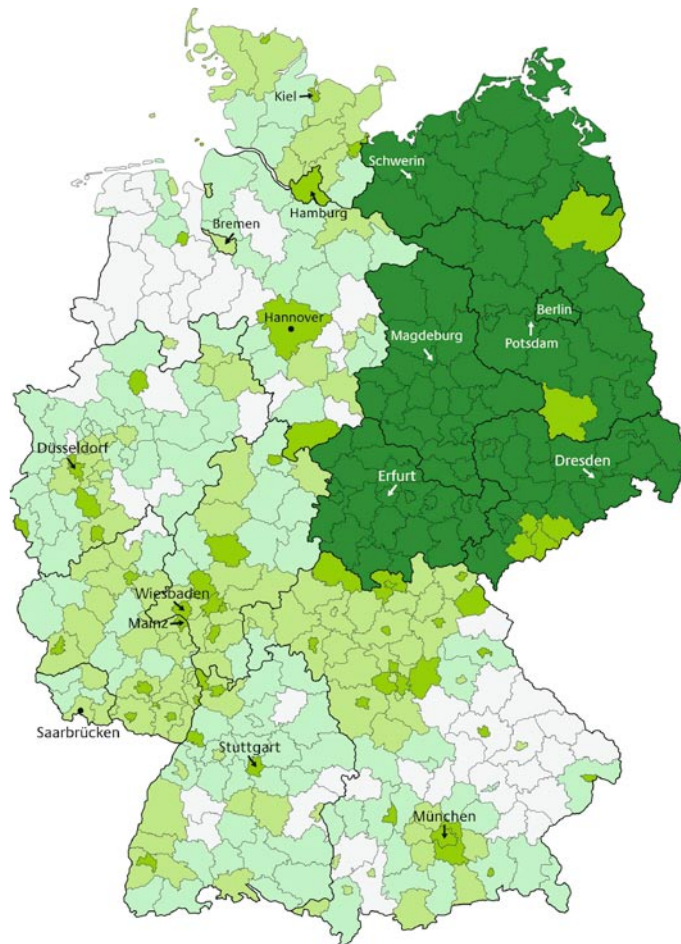 Kiel
Schwerin
Hamburg
Bremen
Berlin
Hannover
Magdeburg
Potsdam
Düsseldorf
Dresden
Erfurt
Wiesbaden
Mainz
Saarbrücken
Stuttgart
München